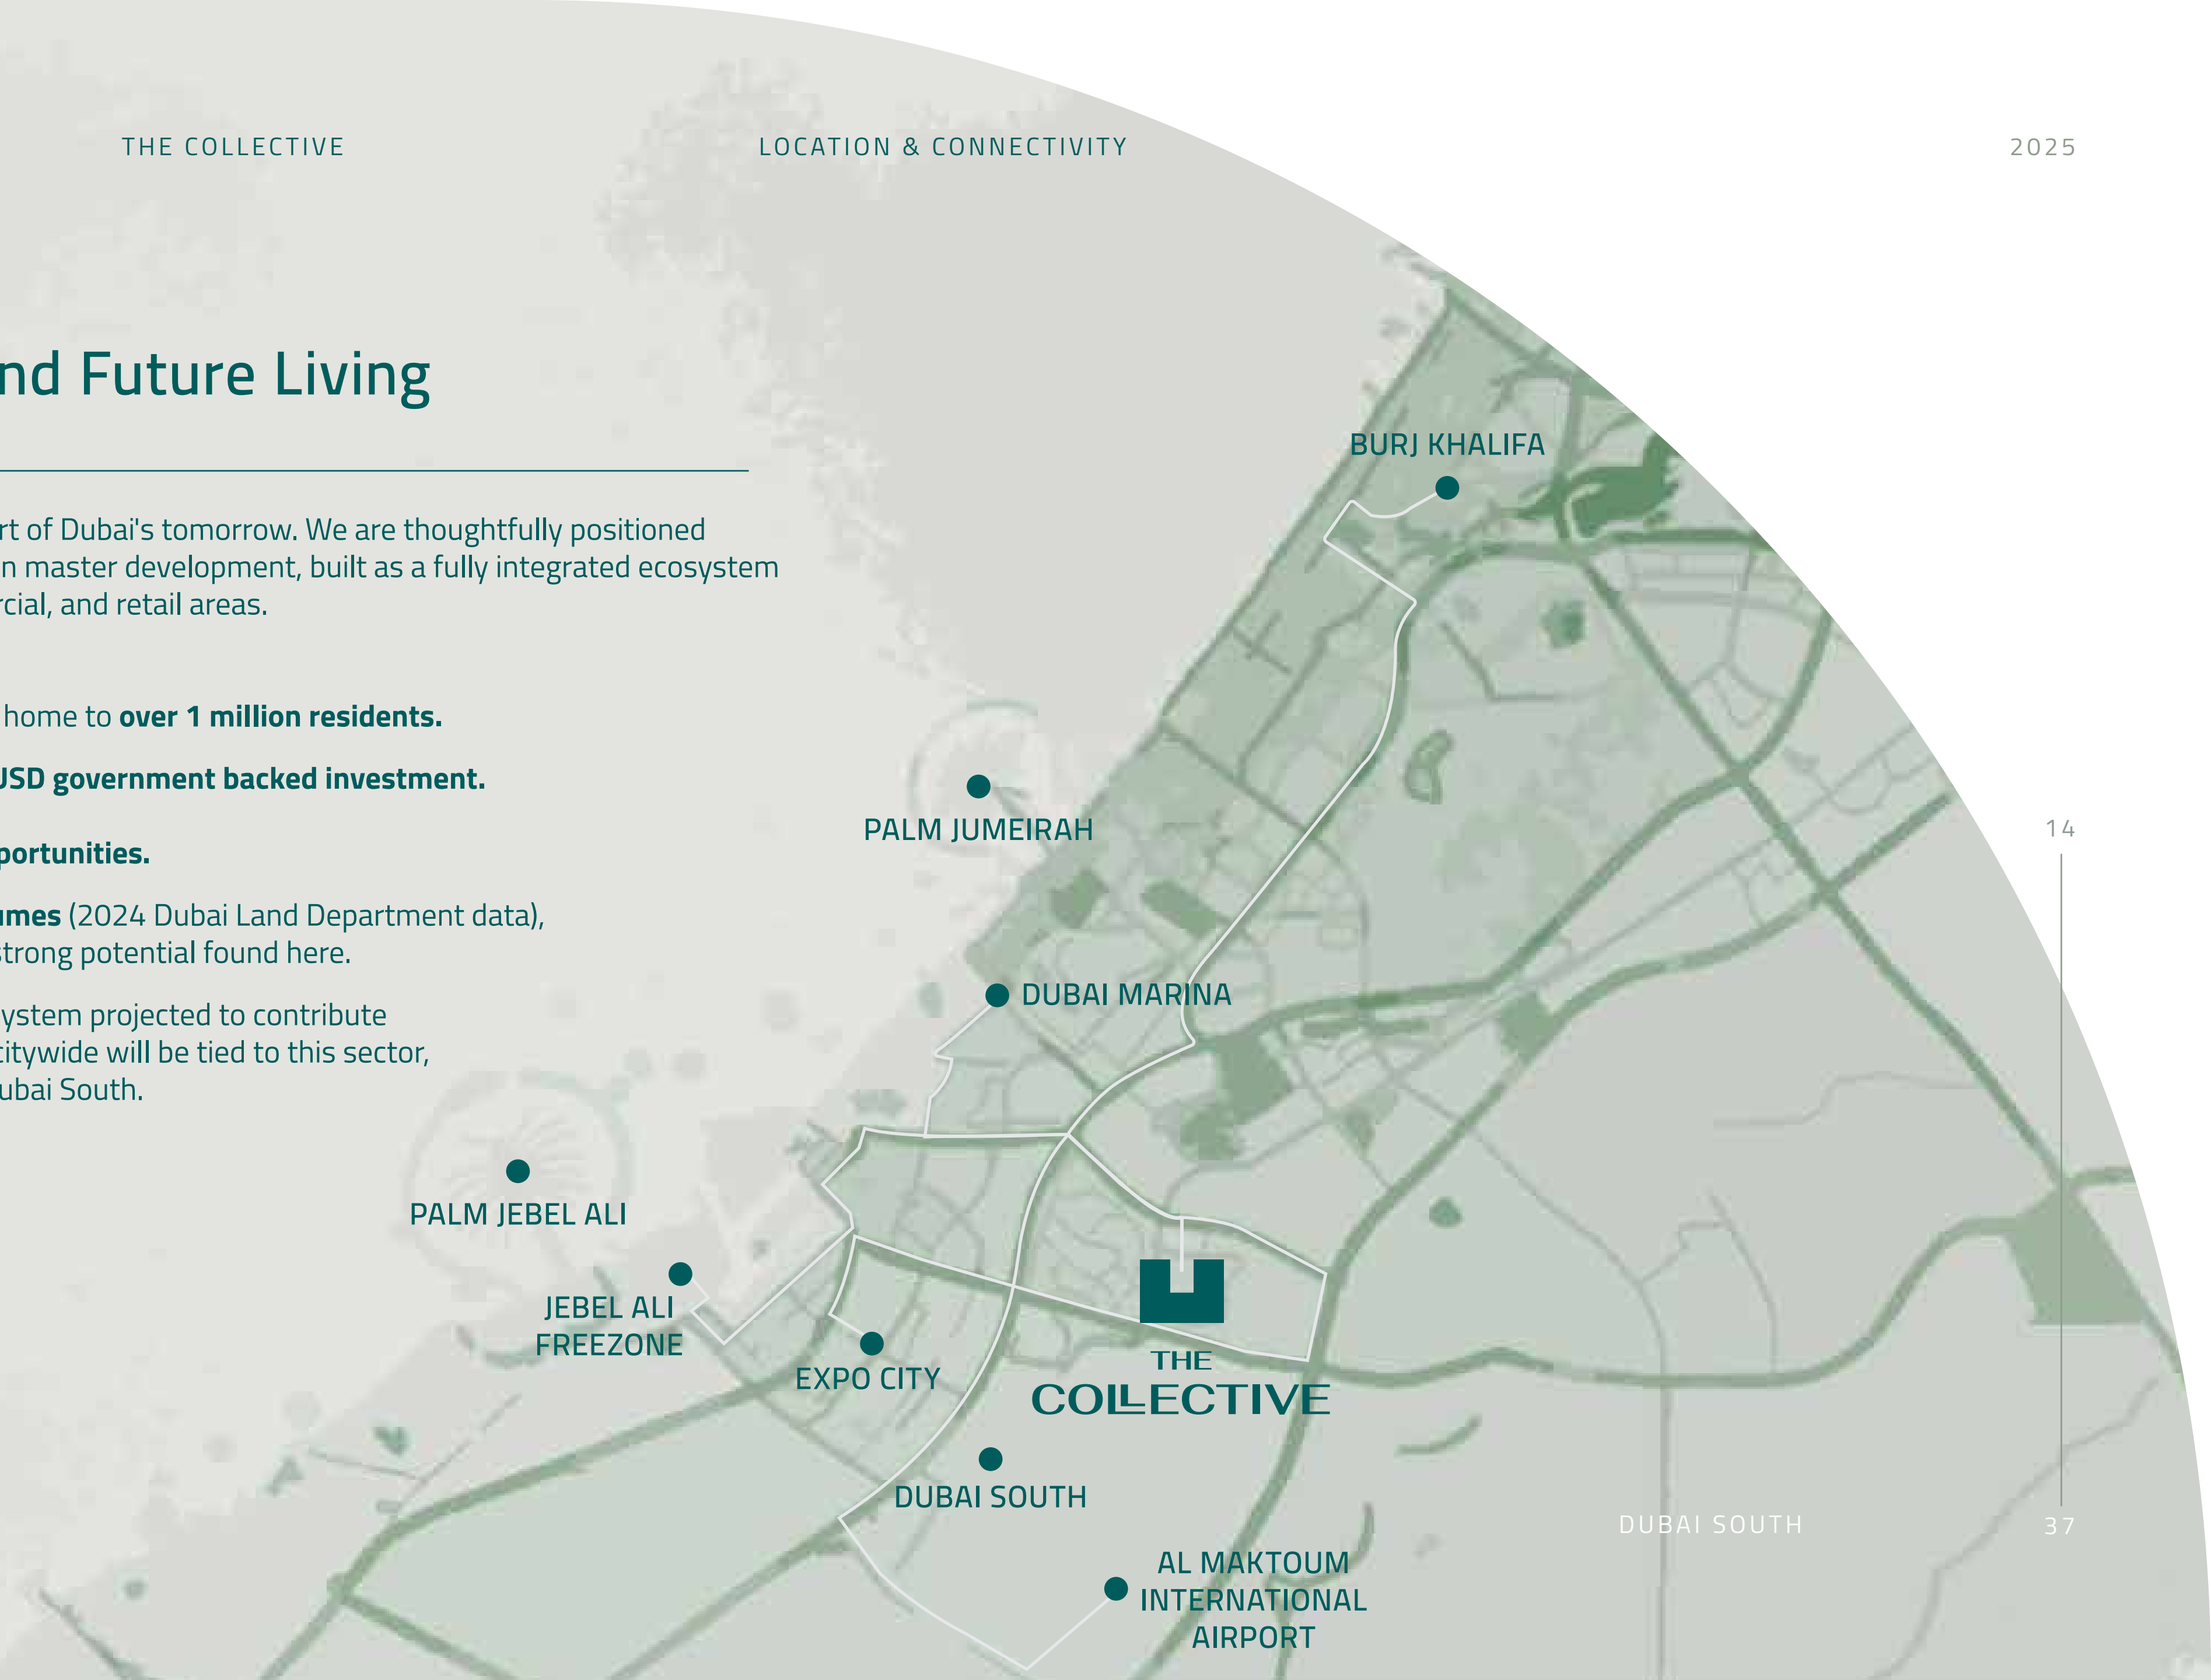 THE COLLECTIVE
LOCATION & CONNECTIVITY
2025
nd Future Living
rt of Dubai's tomorrow. We are thoughtfully positioned
n master development, built as a fully integrated ecosystem
rcial, and retail areas.
home to over 1 million residents.
USD government backed investment.
portunities.
umes (2024 Dubai Land Department data),
strong potential found here.
ystem projected to contribute
citywide will be tied to this sector,
ubai South.
BURJ KHALIFA
PALM JUMEIRAH
14
DUBAI MARINA
PALM JEBEL ALI
JEBEL ALI
FREEZONE
EXPO CITY
THE
COLLECTIVE
DUBAI SOUTH
DUBAI SOUTH
37
AL MAKTOUM
INTERNATIONAL
AIRPORT